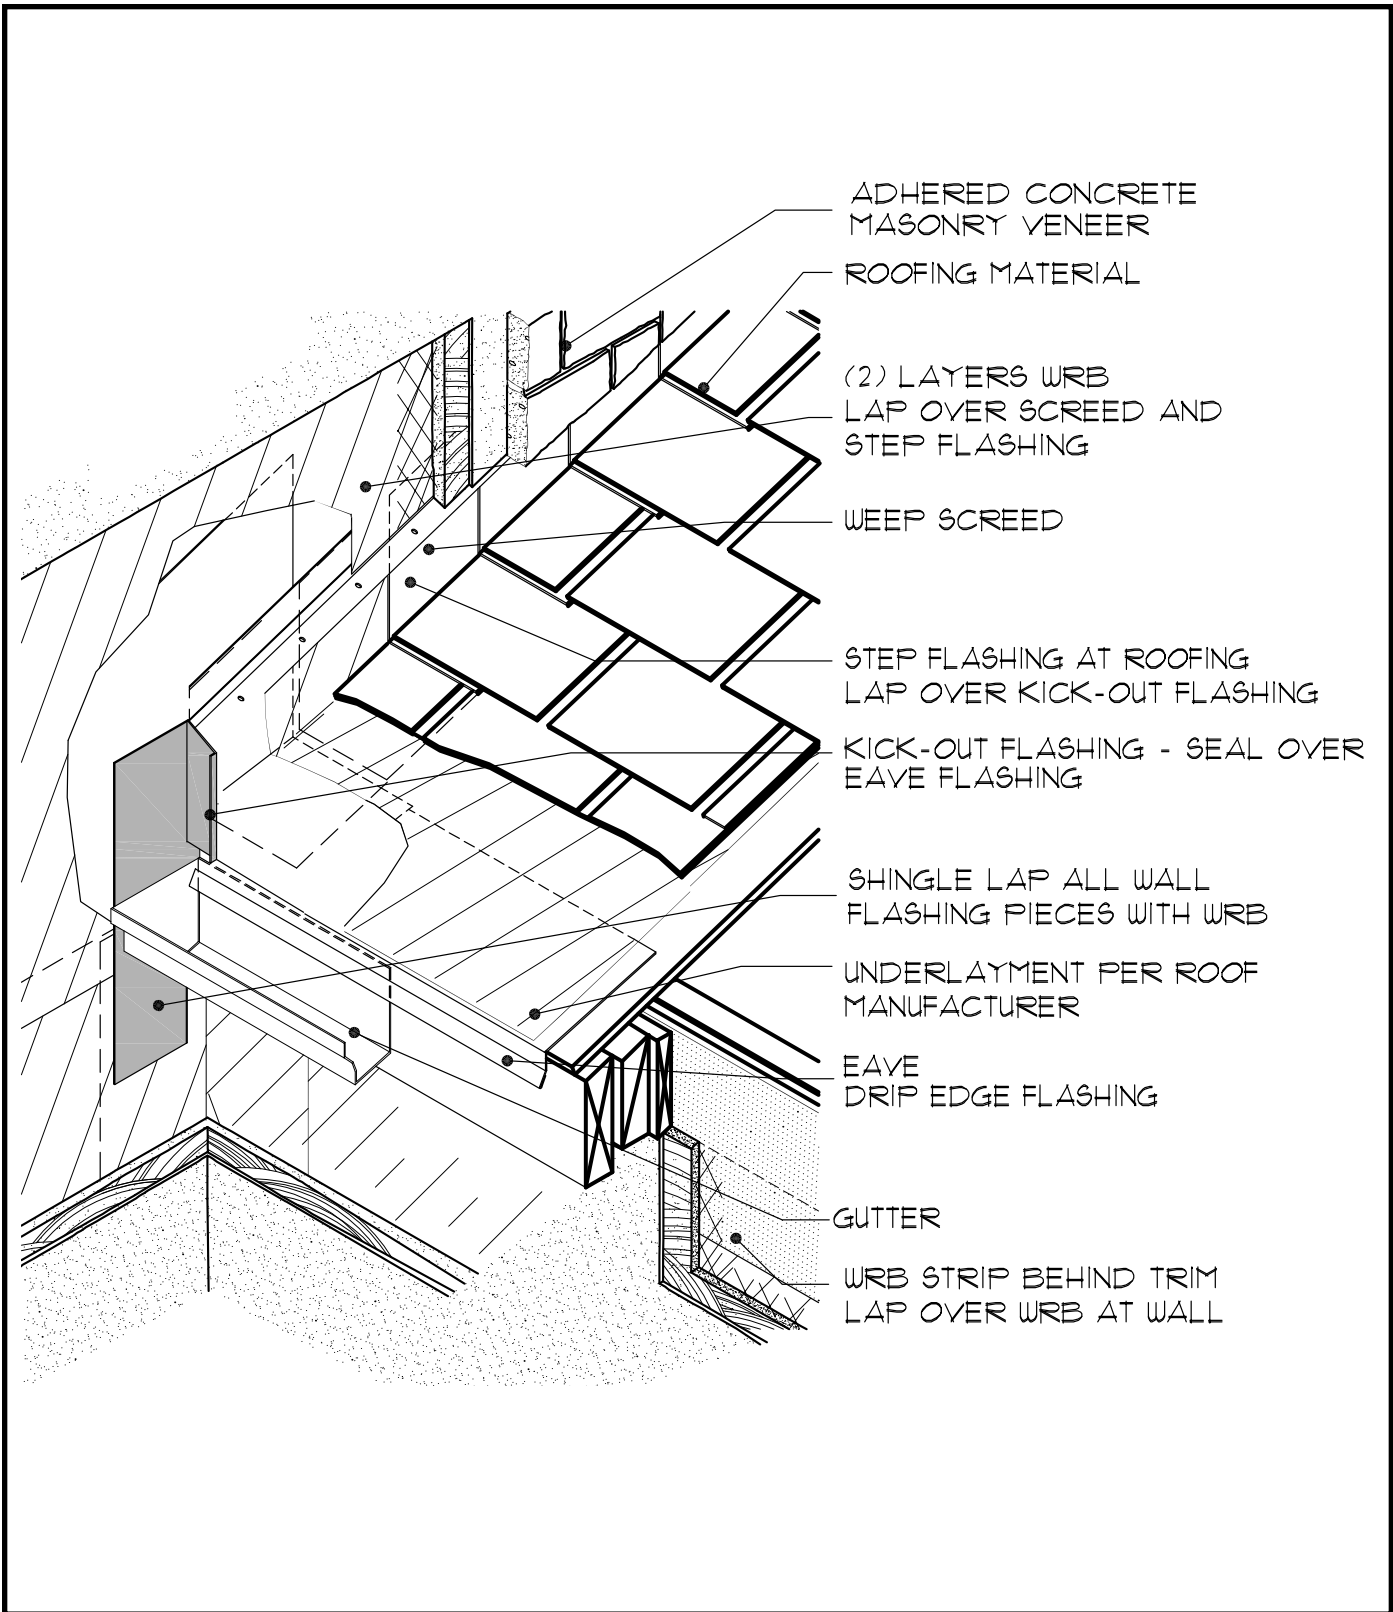 ADHERED CONCRETE
MASONRY VENEER
ROOFING MATERIAL
(2) LAYERS WRB
LAP OVER SCREED AND
STEP FLASHING
WEEP SCREED
STEP FLASHING AT ROOFING
LAP OVER KICK-OUT FLASHING
KICK-OUT FLASHING - SEAL OVER
EAVE FLASHING
SHINGLE LAP ALL WALL
FLASHING PIECES WITH WRB
UNDERLAYMENT PER ROOF
MANUFACTURER
EAVE
DRIP EDGE FLASHING
GUTTER
WRB STRIP BEHIND TRIM
LAP OVER WRB AT WALL